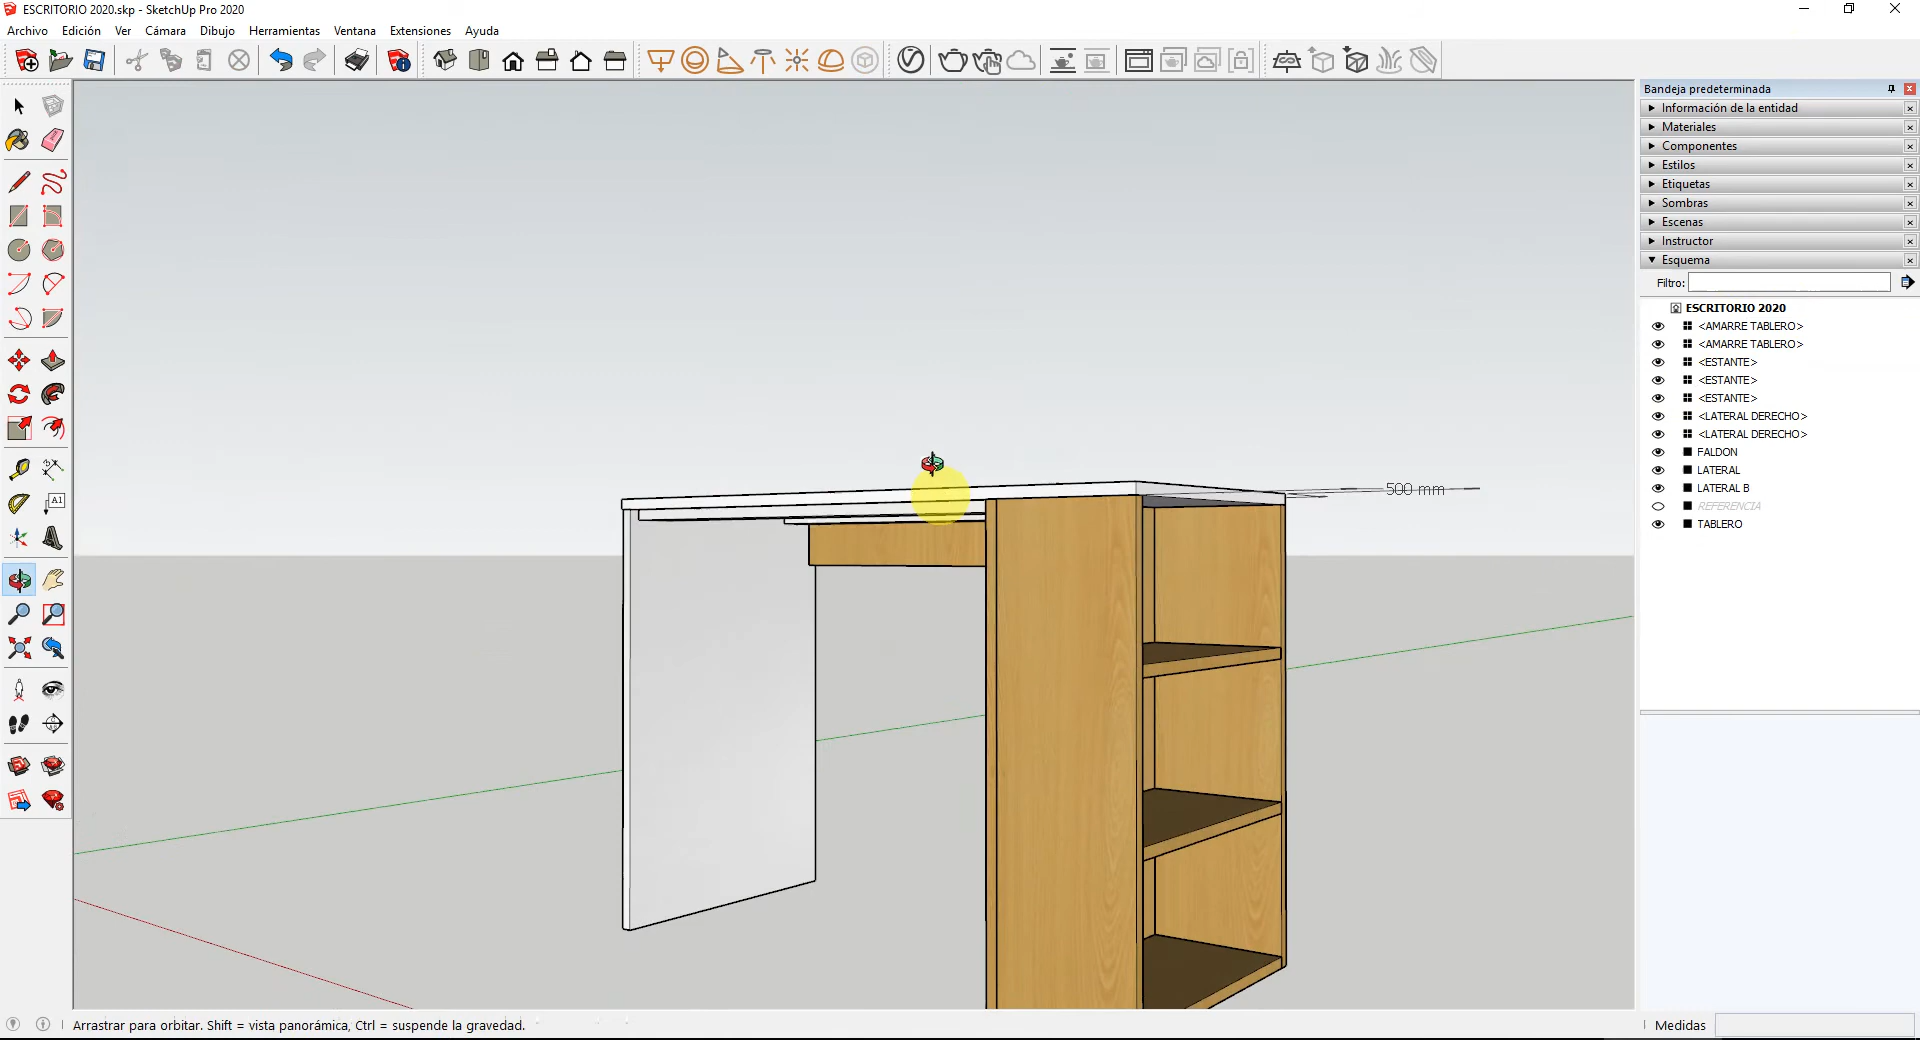 ESCRITORIO 2020.skp - SketchUp Pro 2020
Archivo Edición Ver Cámara Dibujo Herramientas Ventana Extensiones Ayuda
Bandeja predeterminada
Información de la entidad
Materiales
Componentes
Estilos
Etiquetas
Sombras
Escenas
Instructor
Esquema
Filtro:
ESCRITORIO 2020
<AMARRE TABLERO>
<AMARRE TABLERO>
<ESTANTE>
<ESTANTE>
<ESTANTE>
<LATERAL DERECHO>
<LATERAL DERECHO>
FALDON
LATERAL
LATERAL B
REFERENCIA
TABLERO
A1
500 mm
Arrastrar para orbitar. Shift = vista panorámica, Ctrl = suspende la gravedad.
Medidas